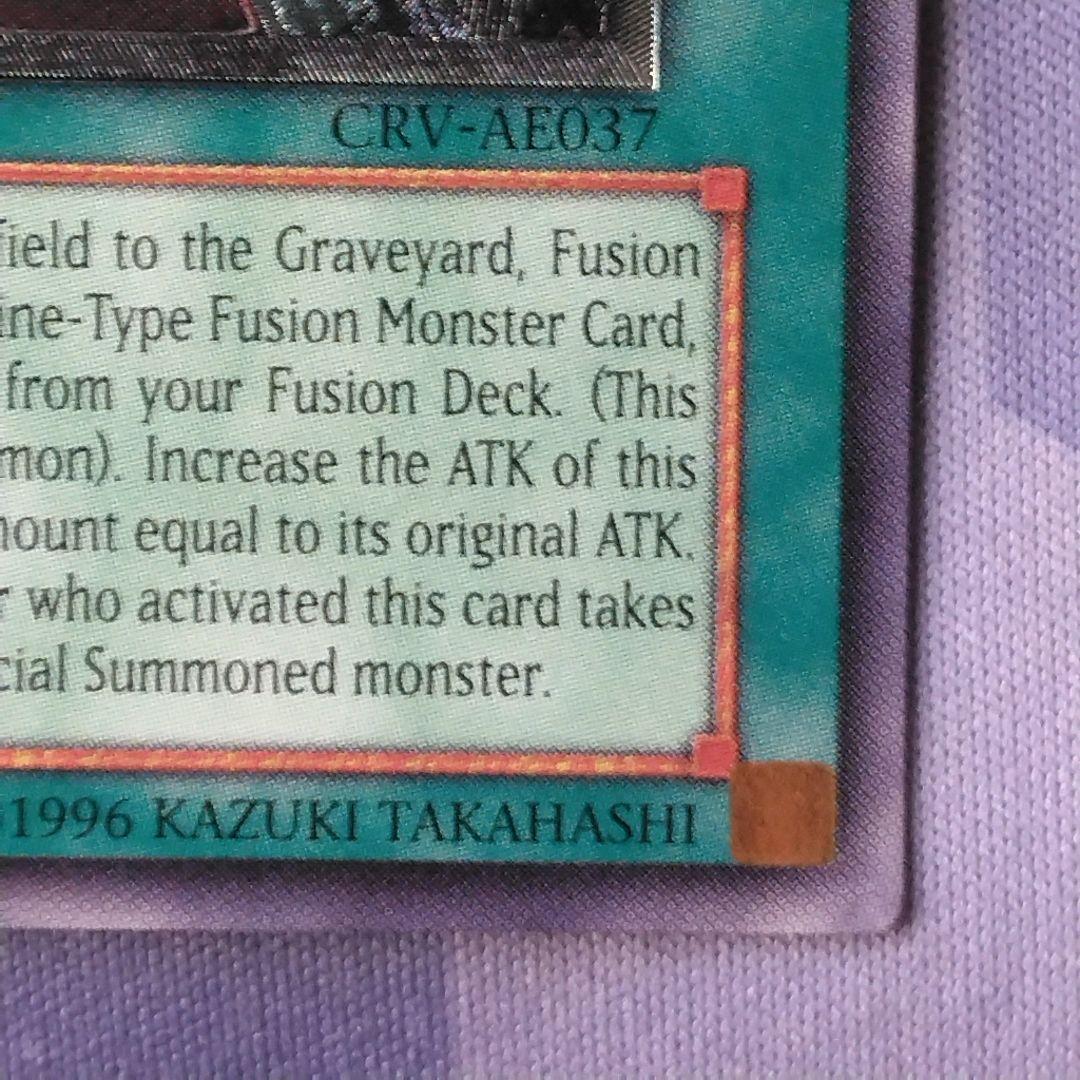 CRV-AE037
field to the Graveyard, Fusion
ine-Type Fusion Monster Card,
from your Fusion Deck. (This
mon). Increase the ATK of this
mount equal to its original ATK.
r who activated this card takes
cial Summoned monster.
1996 KAZUKI TAKAHASHI